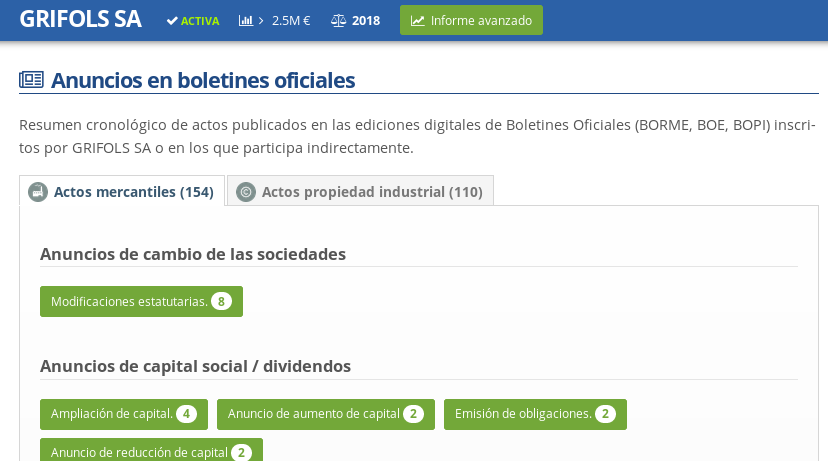 GRIFOLS SA ACTIVA 2.5M € 2018 Informe avanzado
Anuncios en boletines oficiales
Resumen cronológico de actos publicados en las ediciones digitales de Boletines Oficiales (BORME, BOE, BOPI) inscri-
tos por GRIFOLS SA o en los que participa indirectamente.
Actos mercantiles (154) Actos propiedad industrial (110)
Anuncios de cambio de las sociedades
Modificaciones estatutarias. 8
Anuncios de capital social / dividendos
Ampliación de capital. 4 Anuncio de aumento de capital 2 Emisión de obligaciones. 2
Anuncio de reducción de capital 2